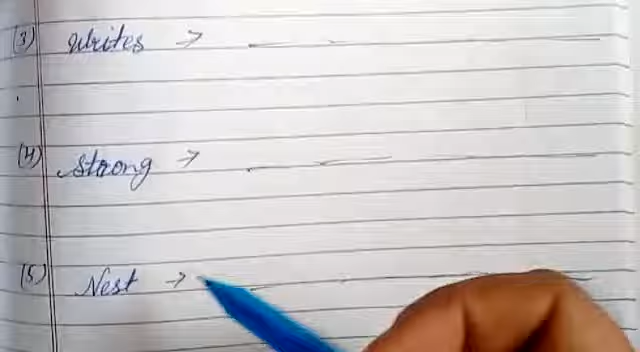 (3) Writes →
(4) Strong →
(5) Nest →